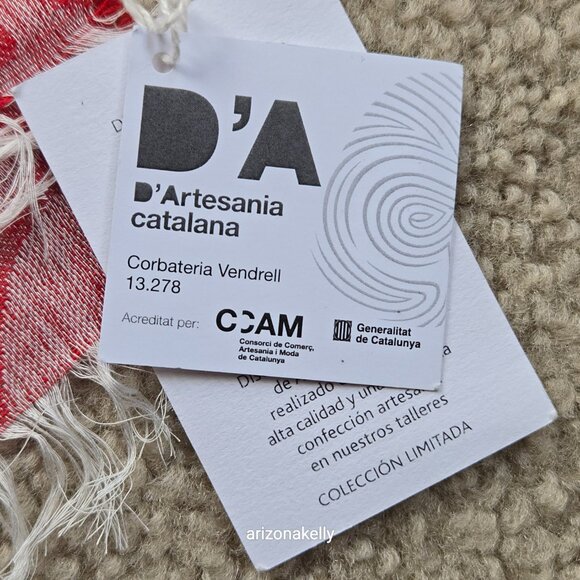 D'A
D'Artesania
catalana
Corbateria Vendrell
13.278
Acreditat per:
CCAM
Consorci de Comerç,
Artesania i Moda
de Catalunya
Generalitat
de Catalunya
realizado
alta calidad y una
confección artesa
en nuestros talleres
COLECCIÓN LIMITADA
arizonakelly